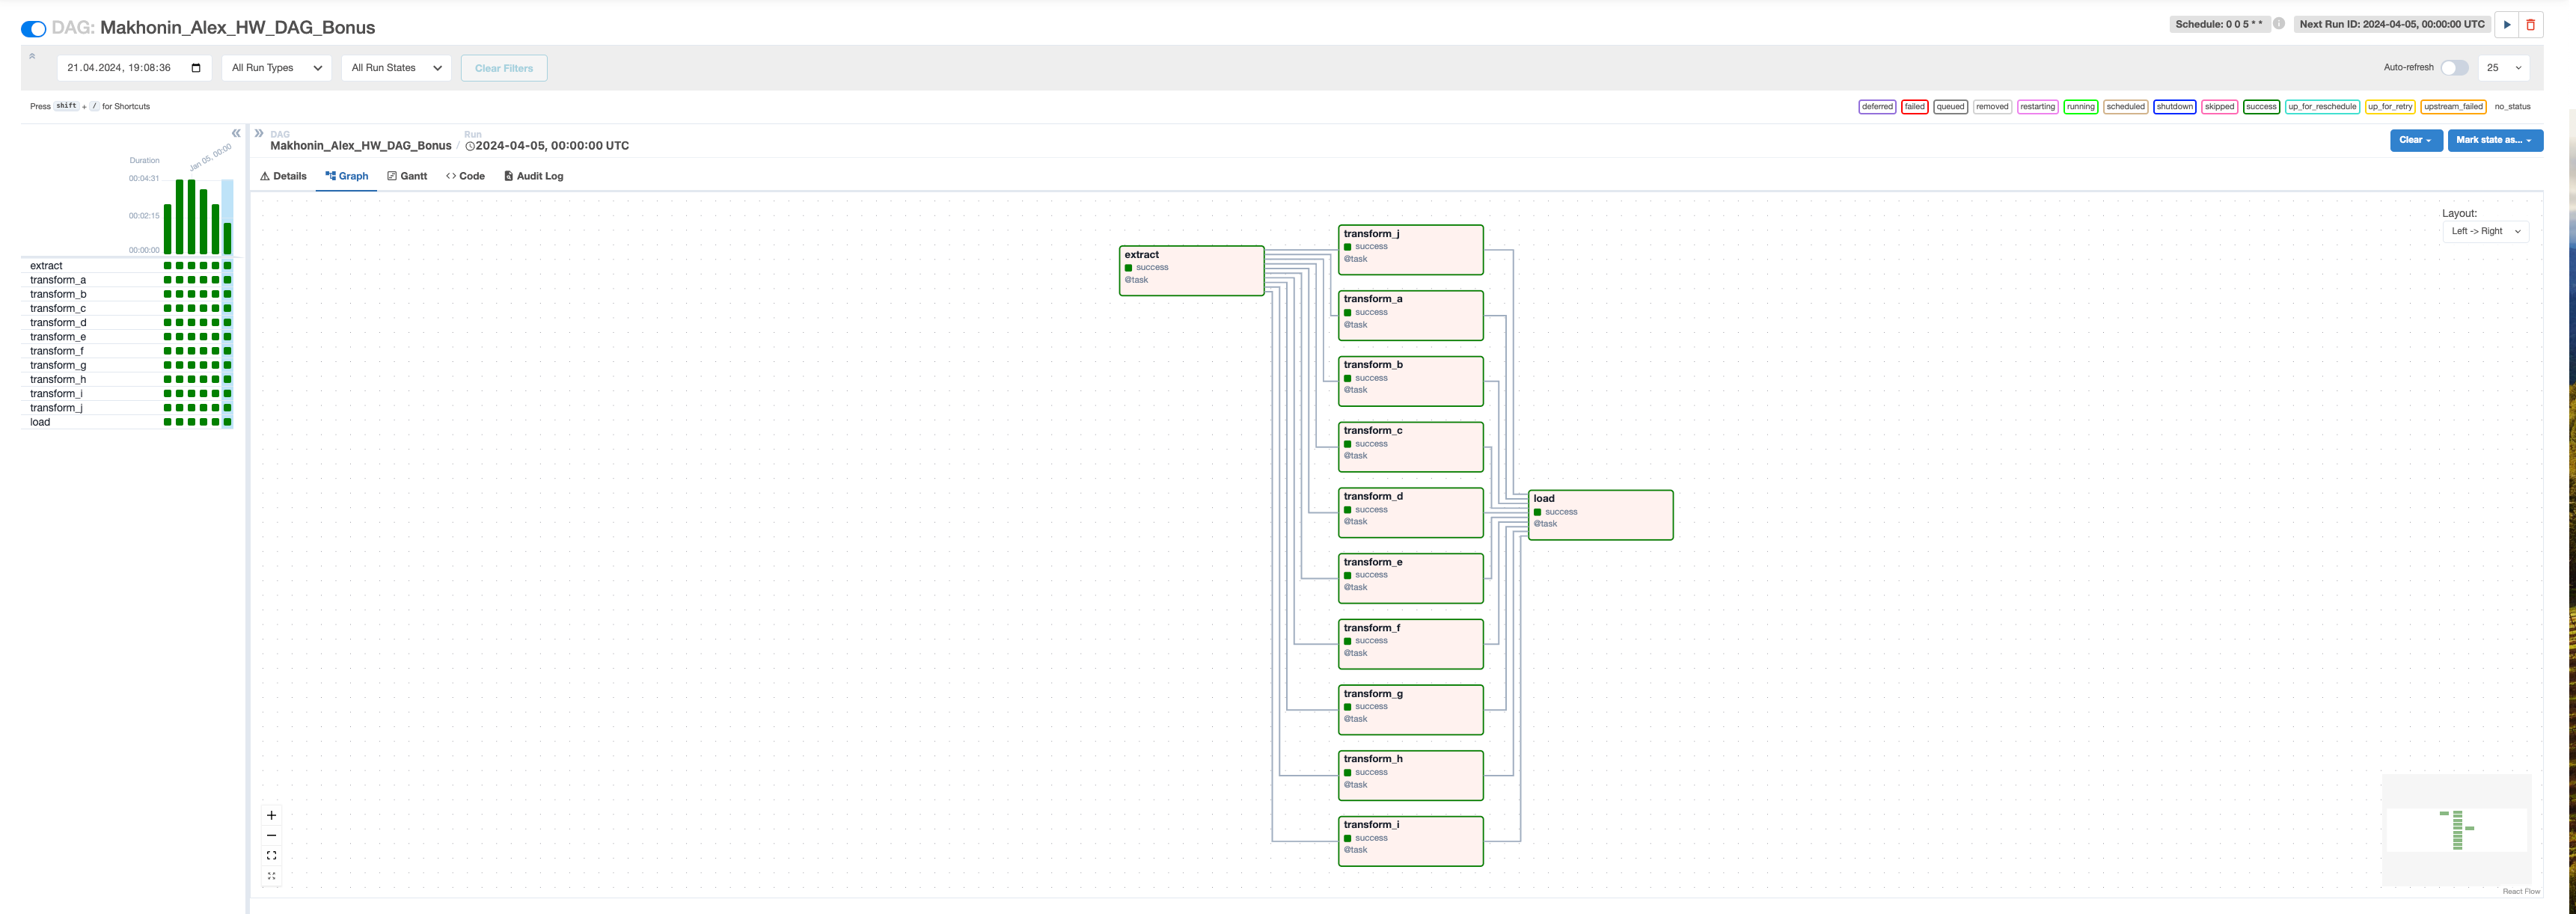 DAG: Makhonin_Alex_HW_DAG_Bonus
Schedule: 0 0 5 * *
Next Run ID: 2024-04-05, 00:00:00 UTC
21.04.2024, 19:08:36
All Run Types
All Run States
Clear Filters
Auto-refresh
25
Press shift + / for Shortcuts
deferred failed queued removed restarting running scheduled shutdown skipped success up_for_reschedule up_for_retry upstream_failed no_status
DAG
Makhonin_Alex_HW_DAG_Bonus /
Run
2024-04-05, 00:00:00 UTC
Clear
Mark state as...
Details
Graph
Gantt
Code
Audit Log
Duration
Jan 05, 00:00
00:04:31
00:02:15
00:00:00
extract
transform_a
transform_b
transform_c
transform_d
transform_e
transform_f
transform_g
transform_h
transform_i
transform_j
load
Layout:
Left -> Right
extract
success
@task
transform_j
success
@task
transform_a
success
@task
transform_b
success
@task
transform_c
success
@task
transform_d
success
@task
transform_e
success
@task
transform_f
success
@task
transform_g
success
@task
transform_h
success
@task
transform_i
success
@task
load
success
@task
React Flow